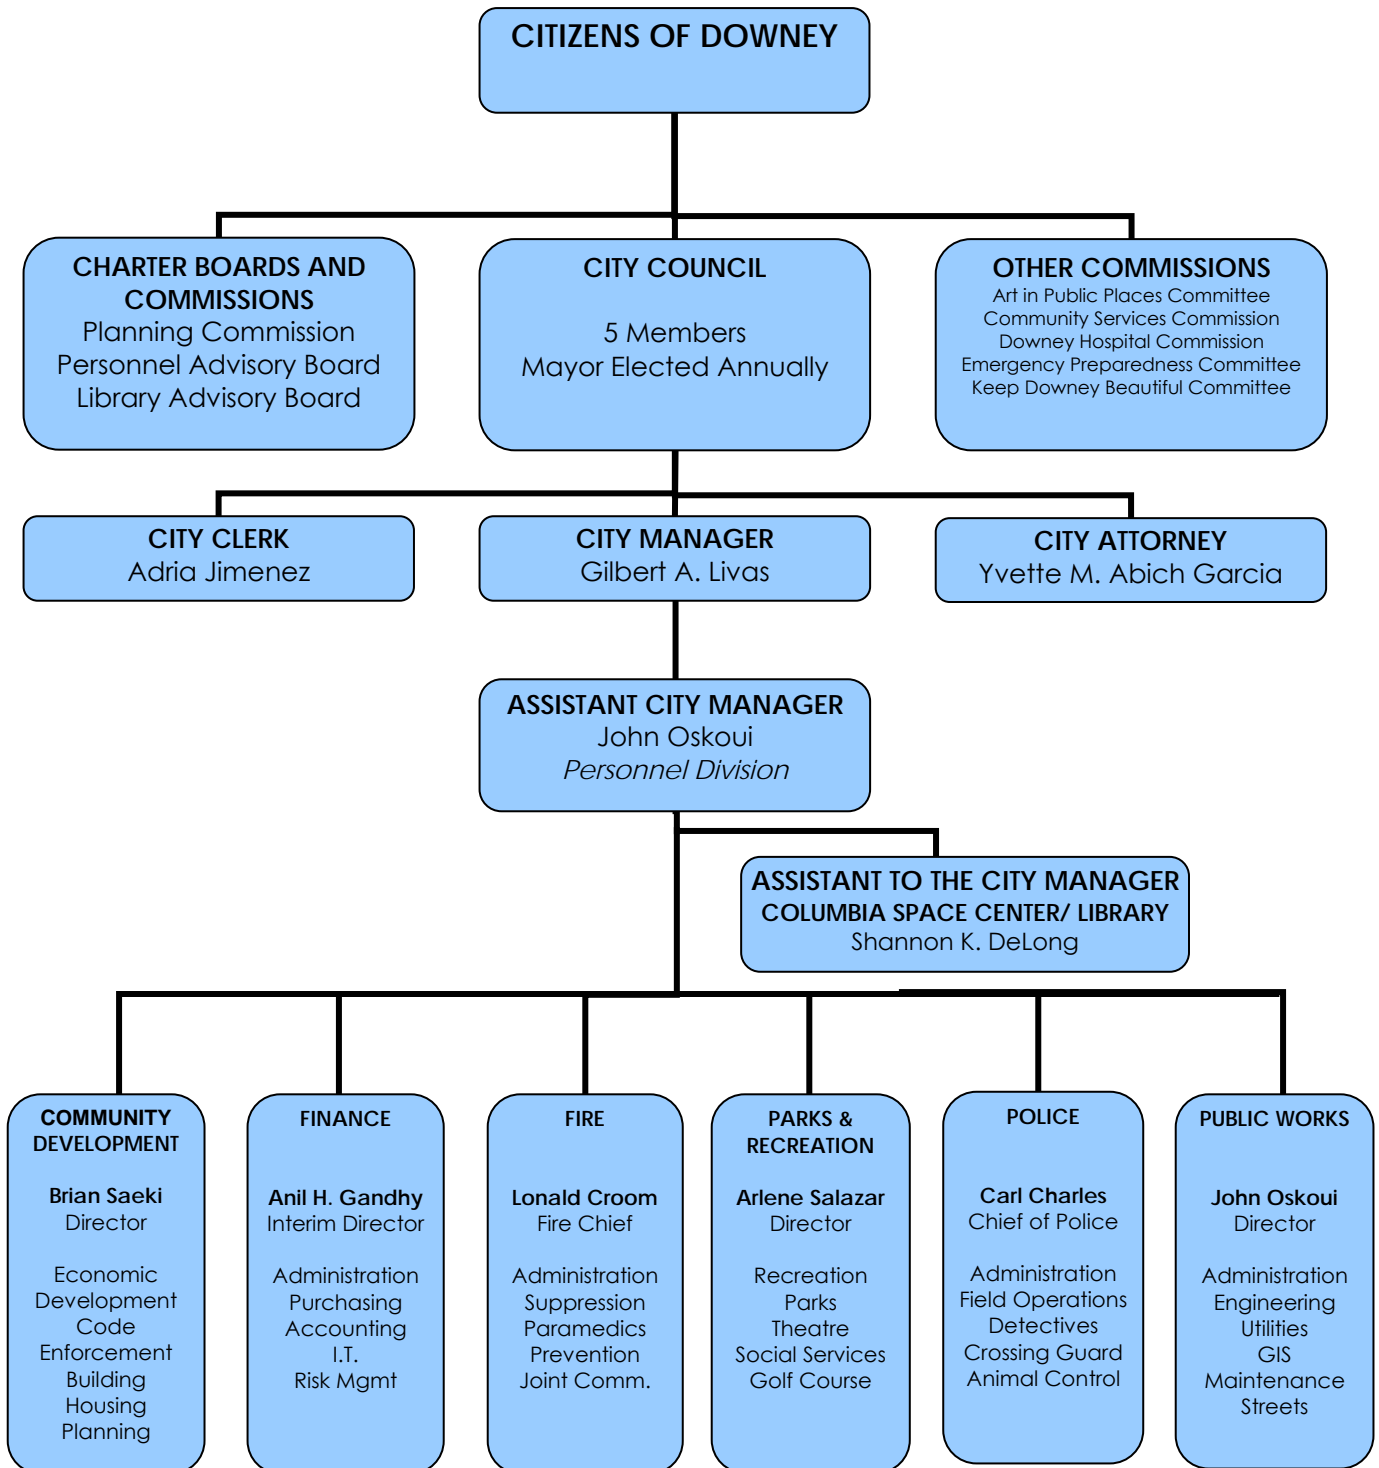 CITIZENS OF DOWNEY
CHARTER BOARDS AND
COMMISSIONS
Planning Commission
Personnel Advisory Board
Library Advisory Board
CITY COUNCIL
5 Members
Mayor Elected Annually
OTHER COMMISSIONS
Art in Public Places Committee
Community Services Commission
Downey Hospital Commission
Emergency Preparedness Committee
Keep Downey Beautiful Committee
CITY CLERK
Adria Jimenez
CITY MANAGER
Gilbert A. Livas
CITY ATTORNEY
Yvette M. Abich Garcia
ASSISTANT CITY MANAGER
John Oskoui
Personnel Division
ASSISTANT TO THE CITY MANAGER
COLUMBIA SPACE CENTER/ LIBRARY
Shannon K. DeLong
COMMUNITY
DEVELOPMENT
Brian Saeki
Director
Economic
Development
Code
Enforcement
Building
Housing
Planning
FINANCE
Anil H. Gandhy
Interim Director
Administration
Purchasing
Accounting
I.T.
Risk Mgmt
FIRE
Lonald Croom
Fire Chief
Administration
Suppression
Paramedics
Prevention
Joint Comm.
PARKS &
RECREATION
Arlene Salazar
Director
Recreation
Parks
Theatre
Social Services
Golf Course
POLICE
Carl Charles
Chief of Police
Administration
Field Operations
Detectives
Crossing Guard
Animal Control
PUBLIC WORKS
John Oskoui
Director
Administration
Engineering
Utilities
GIS
Maintenance
Streets